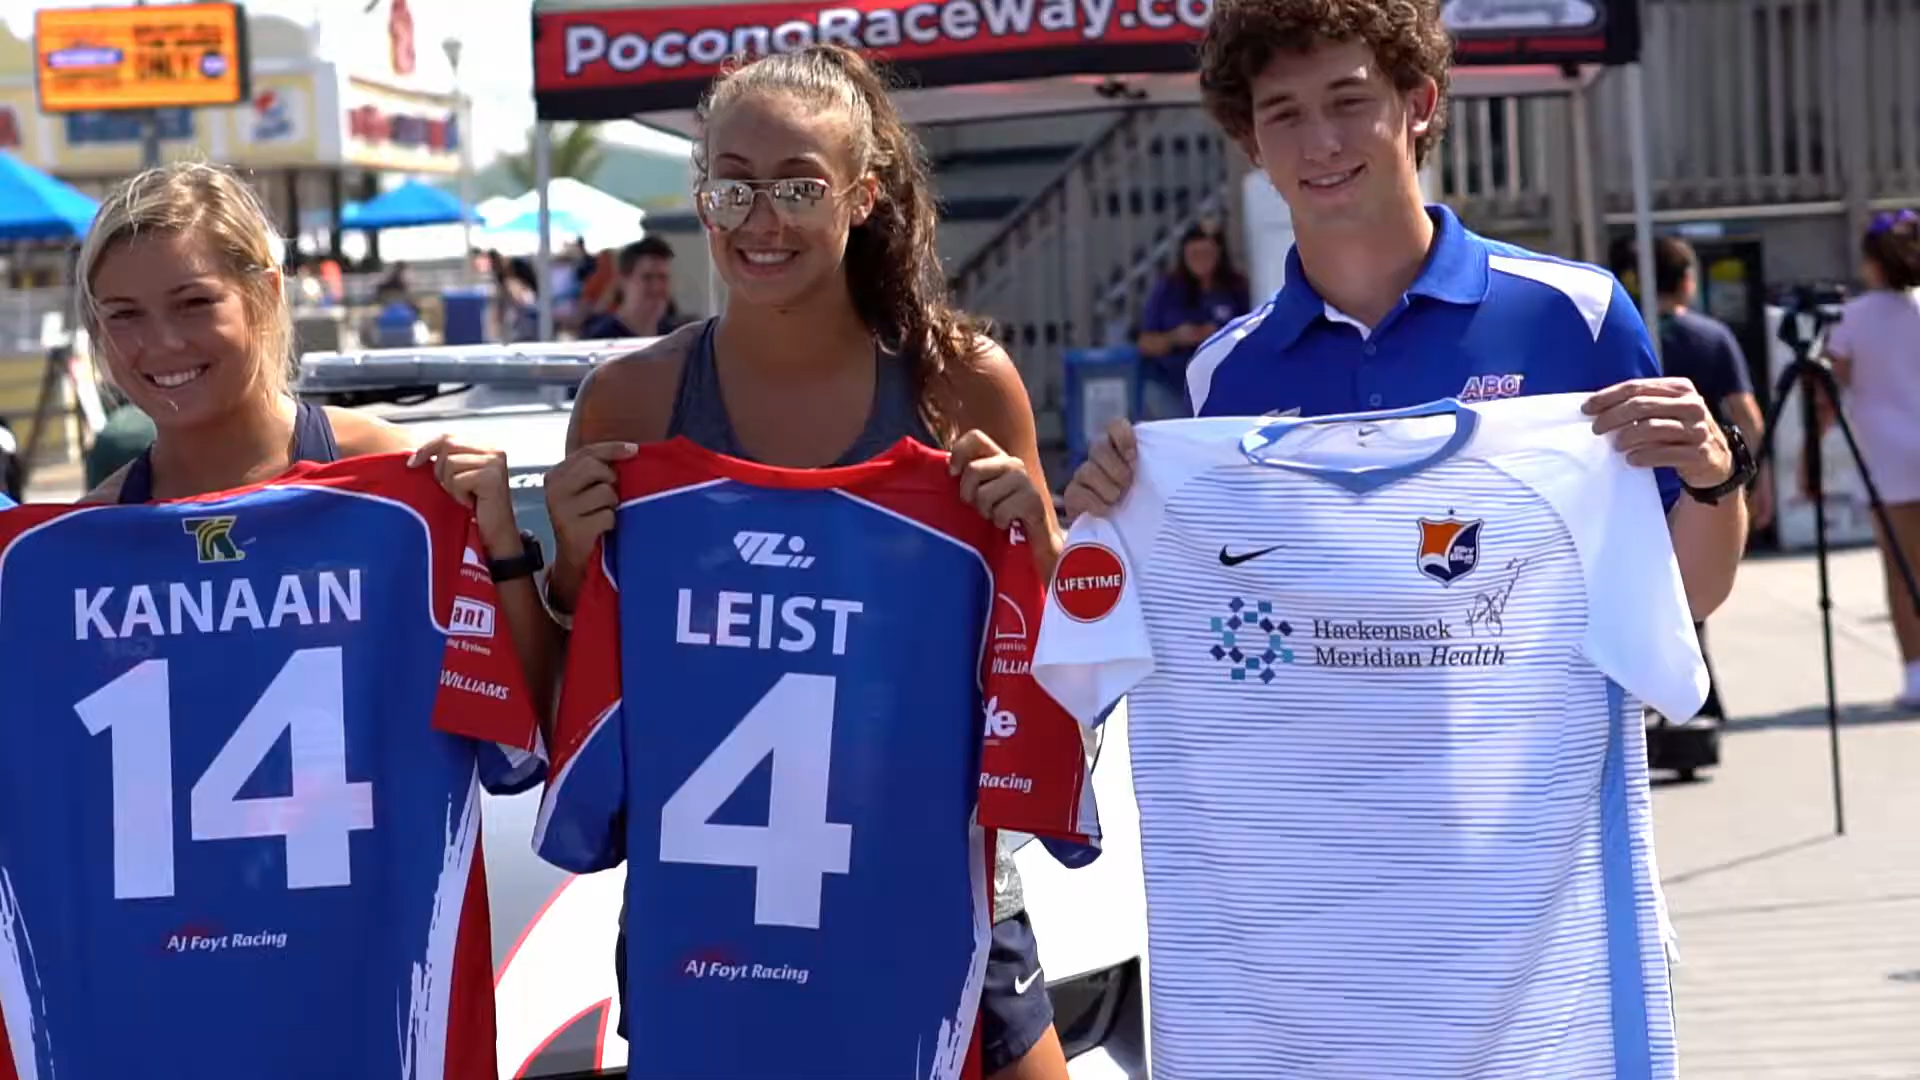 PoconoRaceway.co
ABC
KANAAN
14
AJ Foyt Racing
ant
WILLIAMS
LEIST
4
AJ Foyt Racing
Racing
LIFETIME
Hackensack
Meridian Health